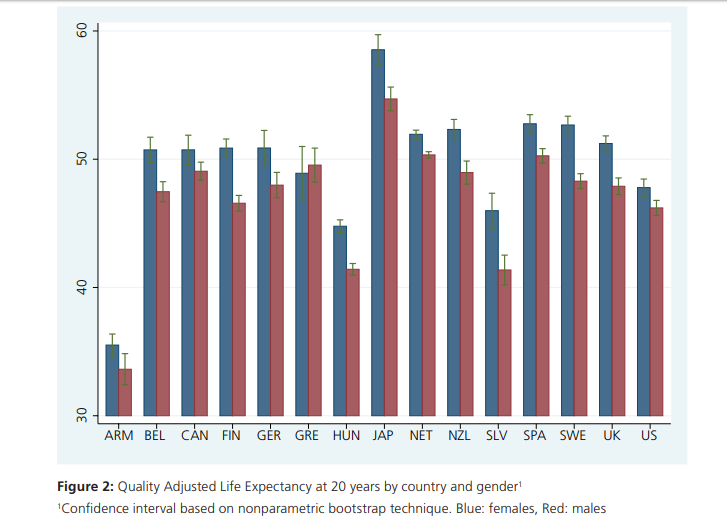 60
50
40
30
ARM BEL CAN FIN GER GRE HUN JAP NET NZL SLV SPA SWE UK US
Figure 2: Quality Adjusted Life Expectancy at 20 years by country and gender¹
¹Confidence interval based on nonparametric bootstrap technique. Blue: females, Red: males